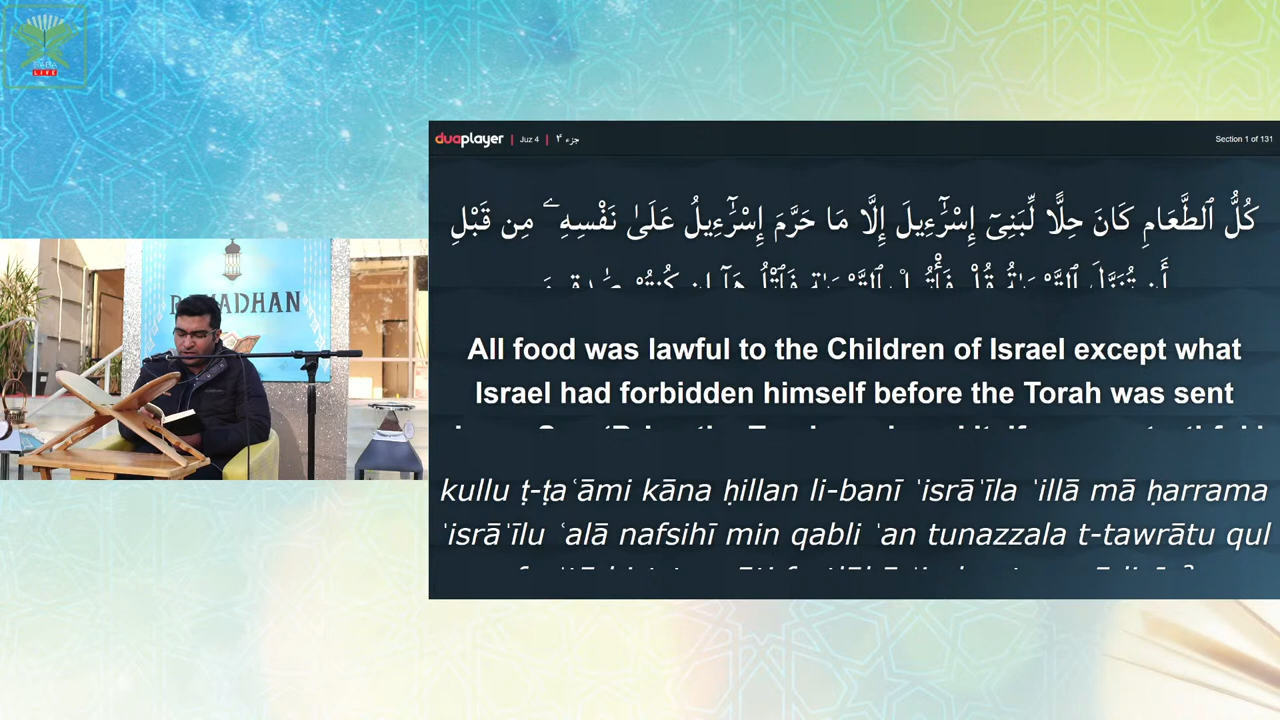 LIVE
duaplayer | Juz 4 | جزء ۴
Section 1 of 131
RAMADHAN
كُلُّ ٱلطَّعَامِ كَانَ حِلًّا لِّبَنِىٓ إِسْرَٰٓءِيلَ إِلَّا مَا حَرَّمَ إِسْرَٰٓءِيلُ عَلَىٰ نَفْسِهِۦ مِن قَبْلِ
All food was lawful to the Children of Israel except what
Israel had forbidden himself before the Torah was sent
kullu ṭ-ṭaʿāmi kāna ḥillan li-banī ʾisrāʾīla ʾillā mā ḥarrama
ʾisrāʾīlu ʿalā nafsihī min qabli ʾan tunazzala t-tawrātu qul